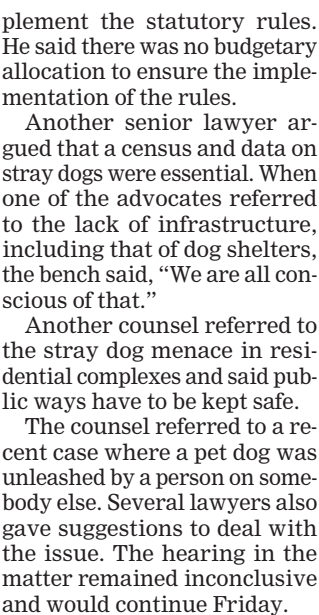 plement the statutory rules.
He said there was no budgetary
allocation to ensure the imple-
mentation of the rules.
Another senior lawyer ar-
gued that a census and data on
stray dogs were essential. When
one of the advocates referred
to the lack of infrastructure,
including that of dog shelters,
the bench said, “We are all con-
scious of that.”
Another counsel referred to
the stray dog menace in resi-
dential complexes and said pub-
lic ways have to be kept safe.
The counsel referred to a re-
cent case where a pet dog was
unleashed by a person on some-
body else. Several lawyers also
gave suggestions to deal with
the issue. The hearing in the
matter remained inconclusive
and would continue Friday.